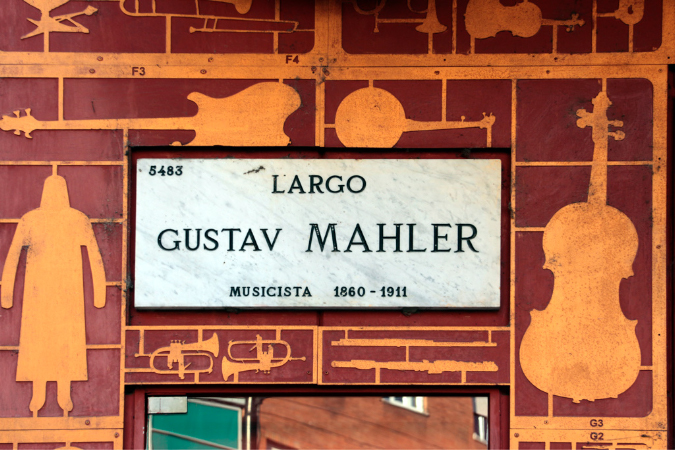 F4
F3
5483
LARGO
GUSTAV MAHLER
MUSICISTA 1860-1911
G3
G2